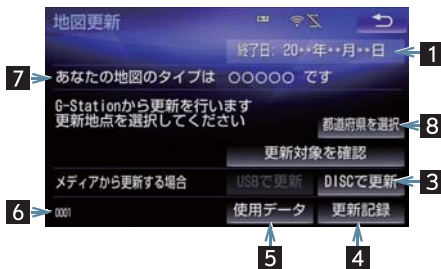 地図更新
終了日: 20**年**月**日
1
7
あなたの地図のタイプは ○○○○○ です
G-Stationから更新を行います
更新地点を選択してください
都道府県を選択
8
更新対象を確認
メディアから更新する場合
USBで更新
DISCで更新
3
6
0001
使用データ
更新記録
5
4